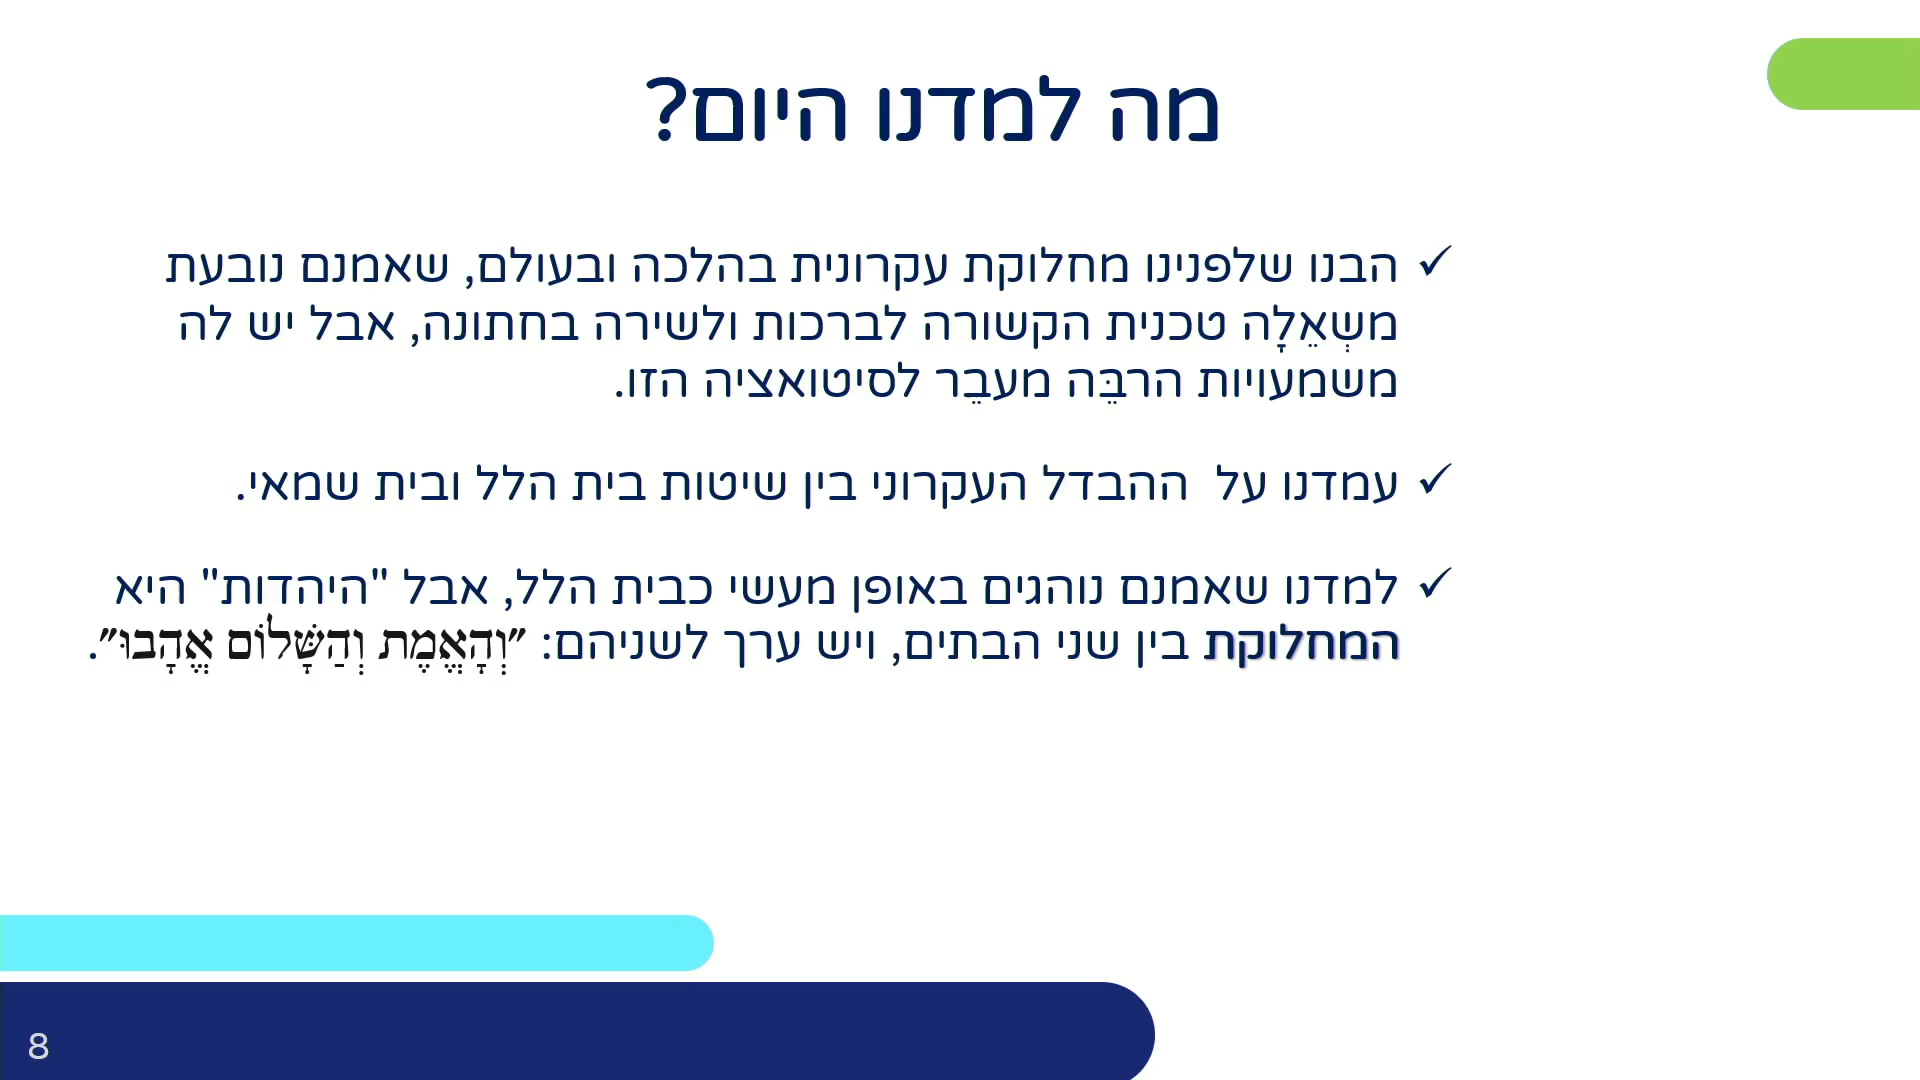 מה למדנו היום?
✓ הבנו שלפנינו מחלוקת עקרונית בהלכה ובעולם, שאמנם נובעת
משְאֵלָה טכנית הקשורה לברכות ולשירה בחתונה, אבל יש לה
משמעויות הרבֵּה מעבֵר לסיטואציה הזו.
✓ עמדנו על  ההבדל העקרוני בין שיטות בית הלל ובית שמאי.
✓ למדנו שאמנם נוהגים באופן מעשי כבית הלל, אבל "היהדות" היא
המחלוקת בין שני הבתים, ויש ערך לשניהם: ״וְהָאֱמֶת וְהַשָּׁלוֹם אֱהָבוּ״.
8